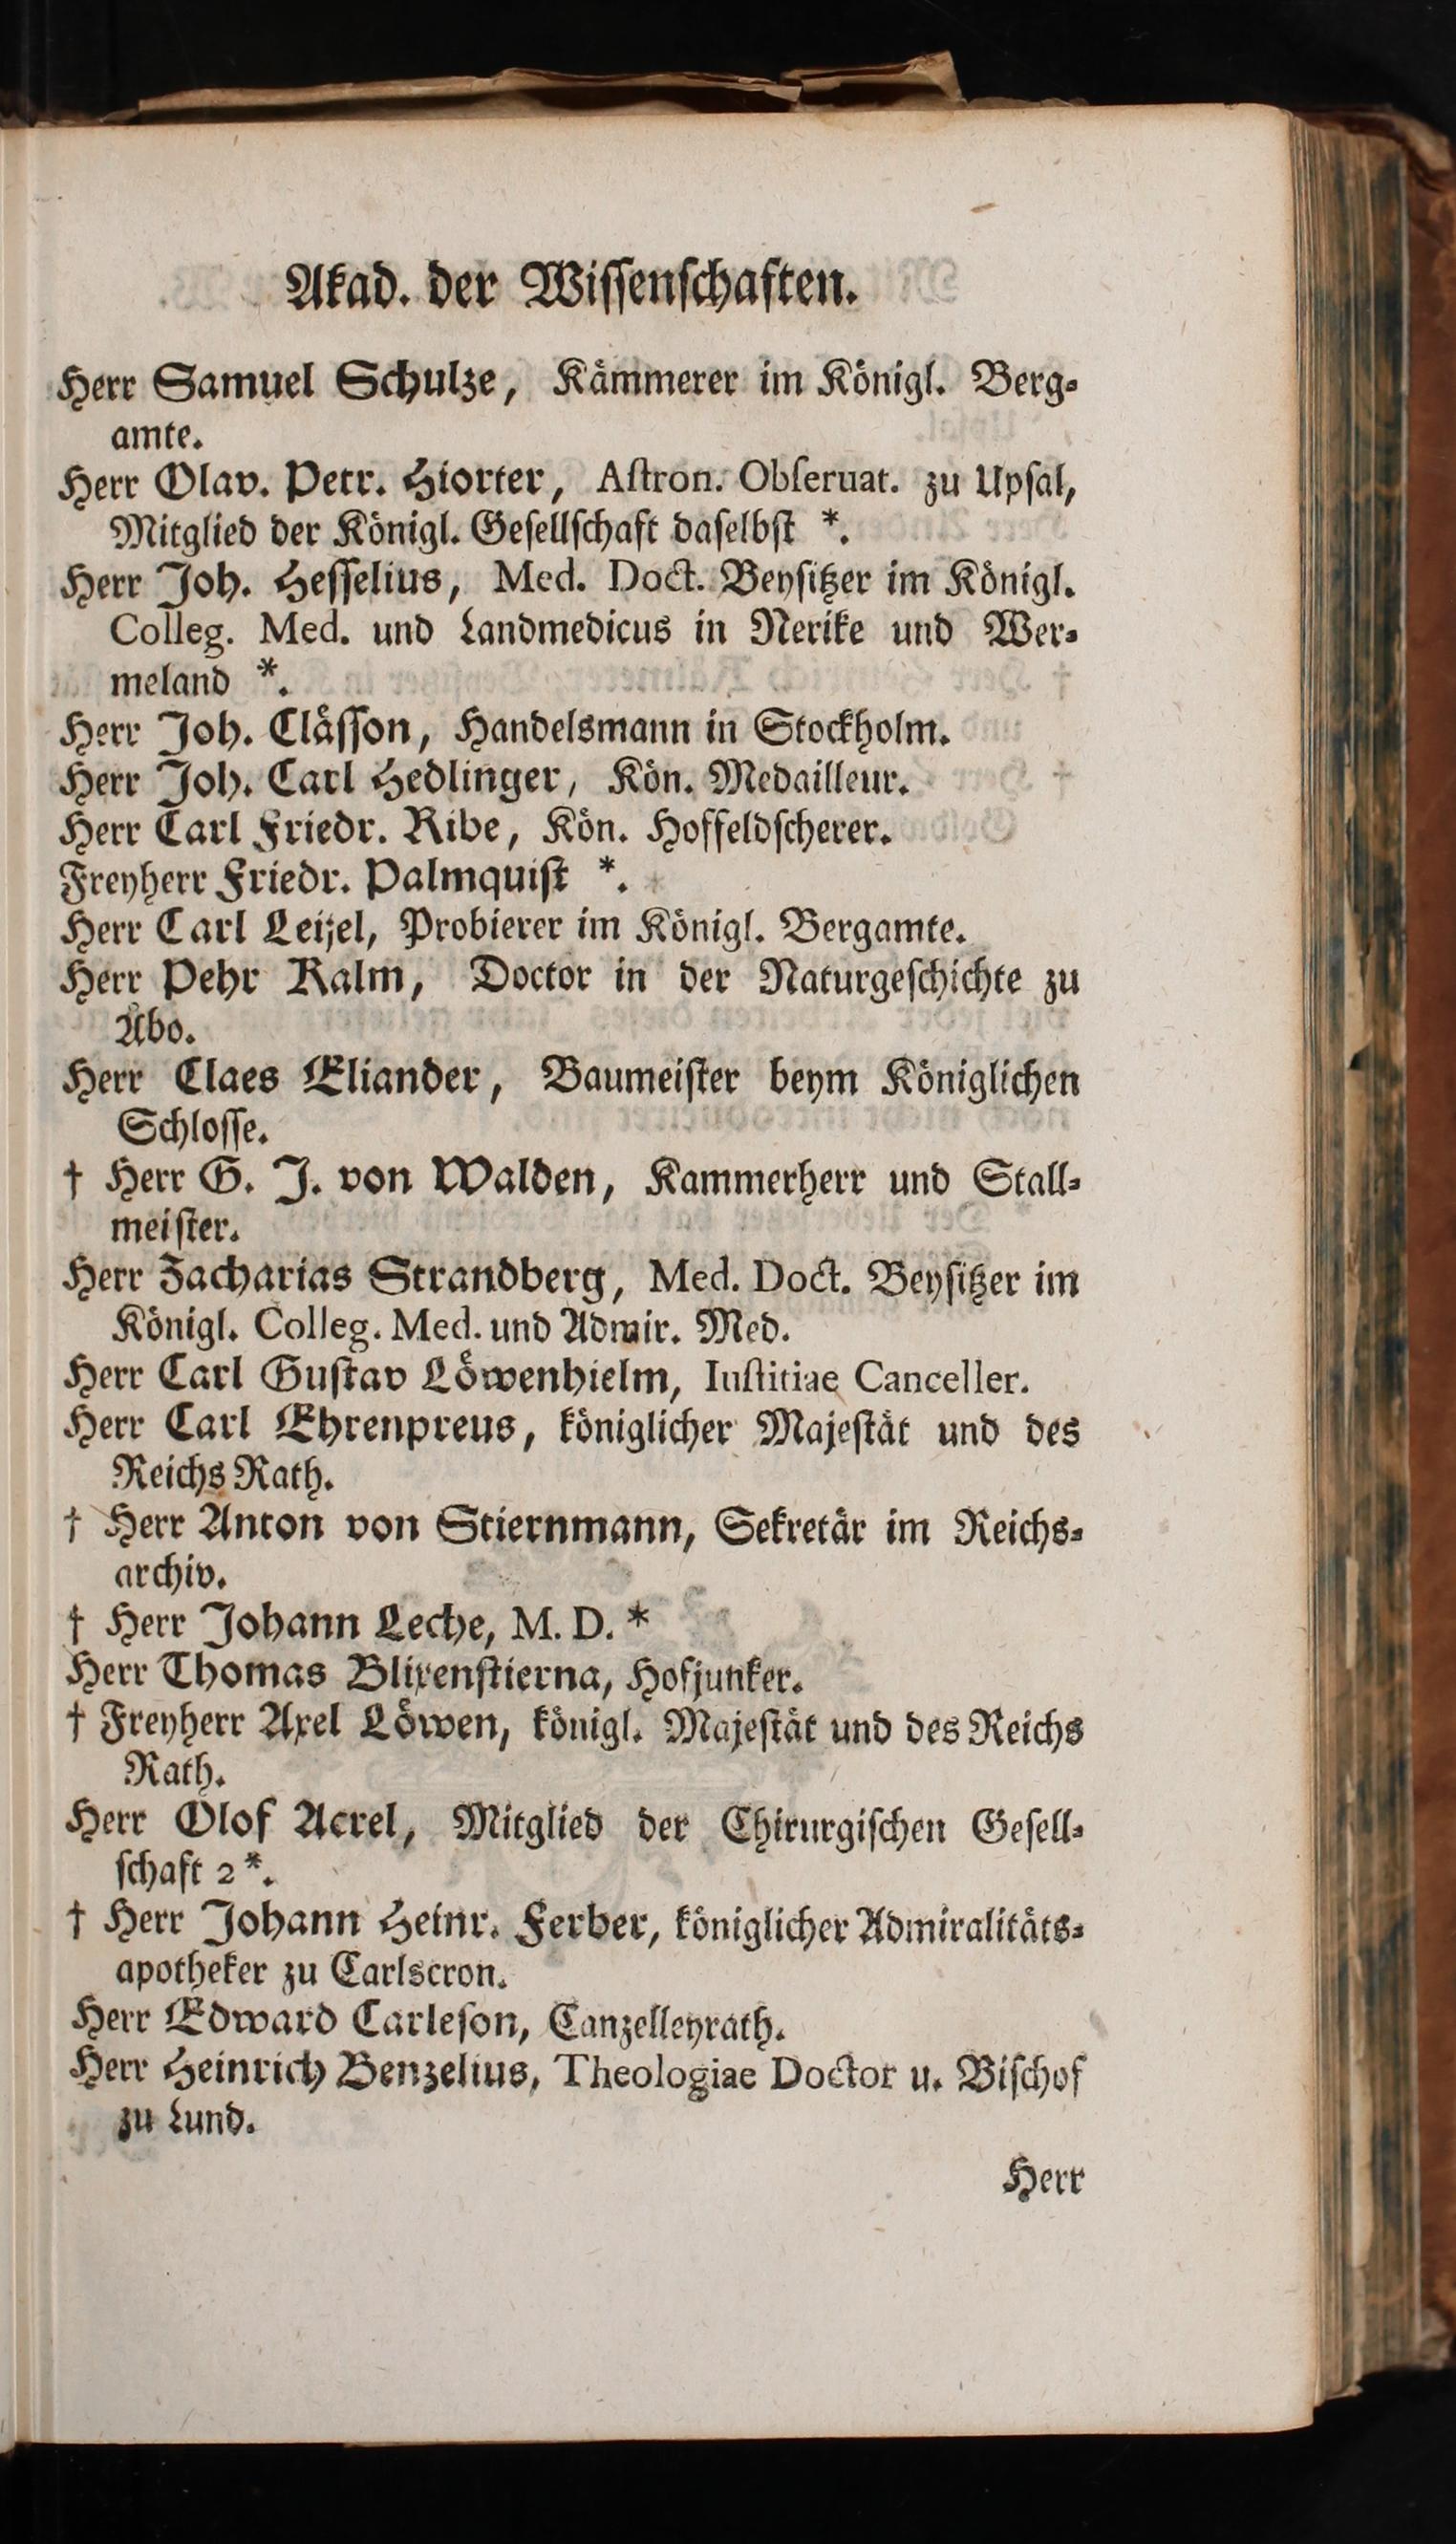 Akad. der Wiſſenſchaften.
Herr Samuel Schulze, Kämmerer im Königl. Berg⸗
amte.
Herr Olav. Petr. Hiorter, Aſtron. Obſeruat. zu Upſal,
Mitglied der Königl. Geſellſchaft daſelbſt *.
Herr Joh. Heſſelius, Med. Doct. Beyſitzer im Königl.
Colleg. Med. und Landmedicus in Nerike und Wer⸗
meland *.
Herr Joh. Cläſſon, Handelsmann in Stockholm.
Herr Joh. Carl Hedlinger, Kön. Medailleur.
Herr Carl Friedr. Ribe, Kön. Hoffeldſcherer.
Freyherr Friedr. Palmquiſt *.
Herr Carl Leijel, Probierer im Königl. Bergamte.
Herr Pehr Kalm, Doctor in der Naturgeſchichte zu
Åbo.
Herr Claes Eliander, Baumeiſter beym Königlichen
Schloſſe.
† Herr G. J. von Walden, Kammerherr und Stall⸗
meiſter.
Herr Zacharias Strandberg, Med. Doct. Beyſitzer im
Königl. Colleg. Med. und Admir. Med.
Herr Carl Guſtav Löwenhielm, Iuſtitiae Canceller.
Herr Carl Ehrenpreus, königlicher Majeſtät und des
Reichs Rath.
† Herr Anton von Stiernmann, Sekretär im Reichs⸗
archiv.
† Herr Johann Leche, M. D. *
Herr Thomas Blixenſtierna, Hofjunker.
† Freyherr Axel Löwen, königl. Majeſtät und des Reichs
Rath.
Herr Olof Acrel, Mitglied der Chirurgiſchen Geſell⸗
ſchaft 2 *.
† Herr Johann Heinr. Ferber, königlicher Admiralitäts⸗
apotheker zu Carlscron.
Herr Edward Carleſon, Canzelleyrath.
Herr Heinrich Benzelius, Theologiae Doctor u. Biſchof
zu Lund.
Herr